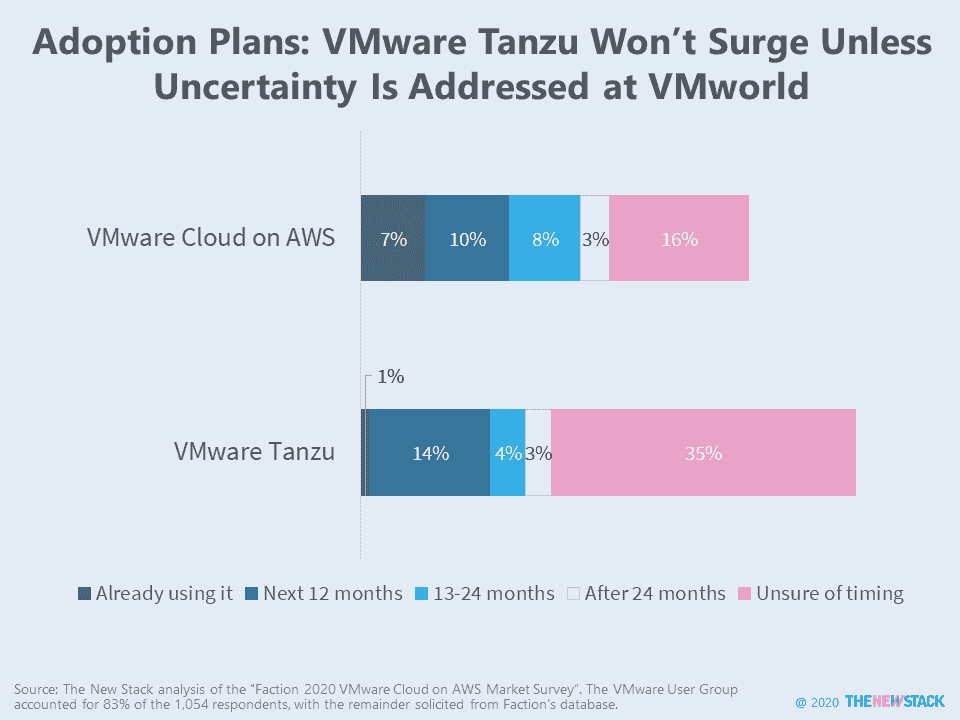 Adoption Plans: VMware Tanzu Won’t Surge Unless
Uncertainty Is Addressed at VMworld
VMware Cloud on AWS
7%
10%
8%
3%
16%
1%
VMware Tanzu
14%
4%
3%
35%
Already using it
Next 12 months
13-24 months
After 24 months
Unsure of timing
Source: The New Stack analysis of the "Faction 2020 VMware Cloud on AWS Market Survey”. The VMware User Group
accounted for 83% of the 1,054 respondents, with the remainder solicited from Faction's database.
@ 2020 THENEWSTACK